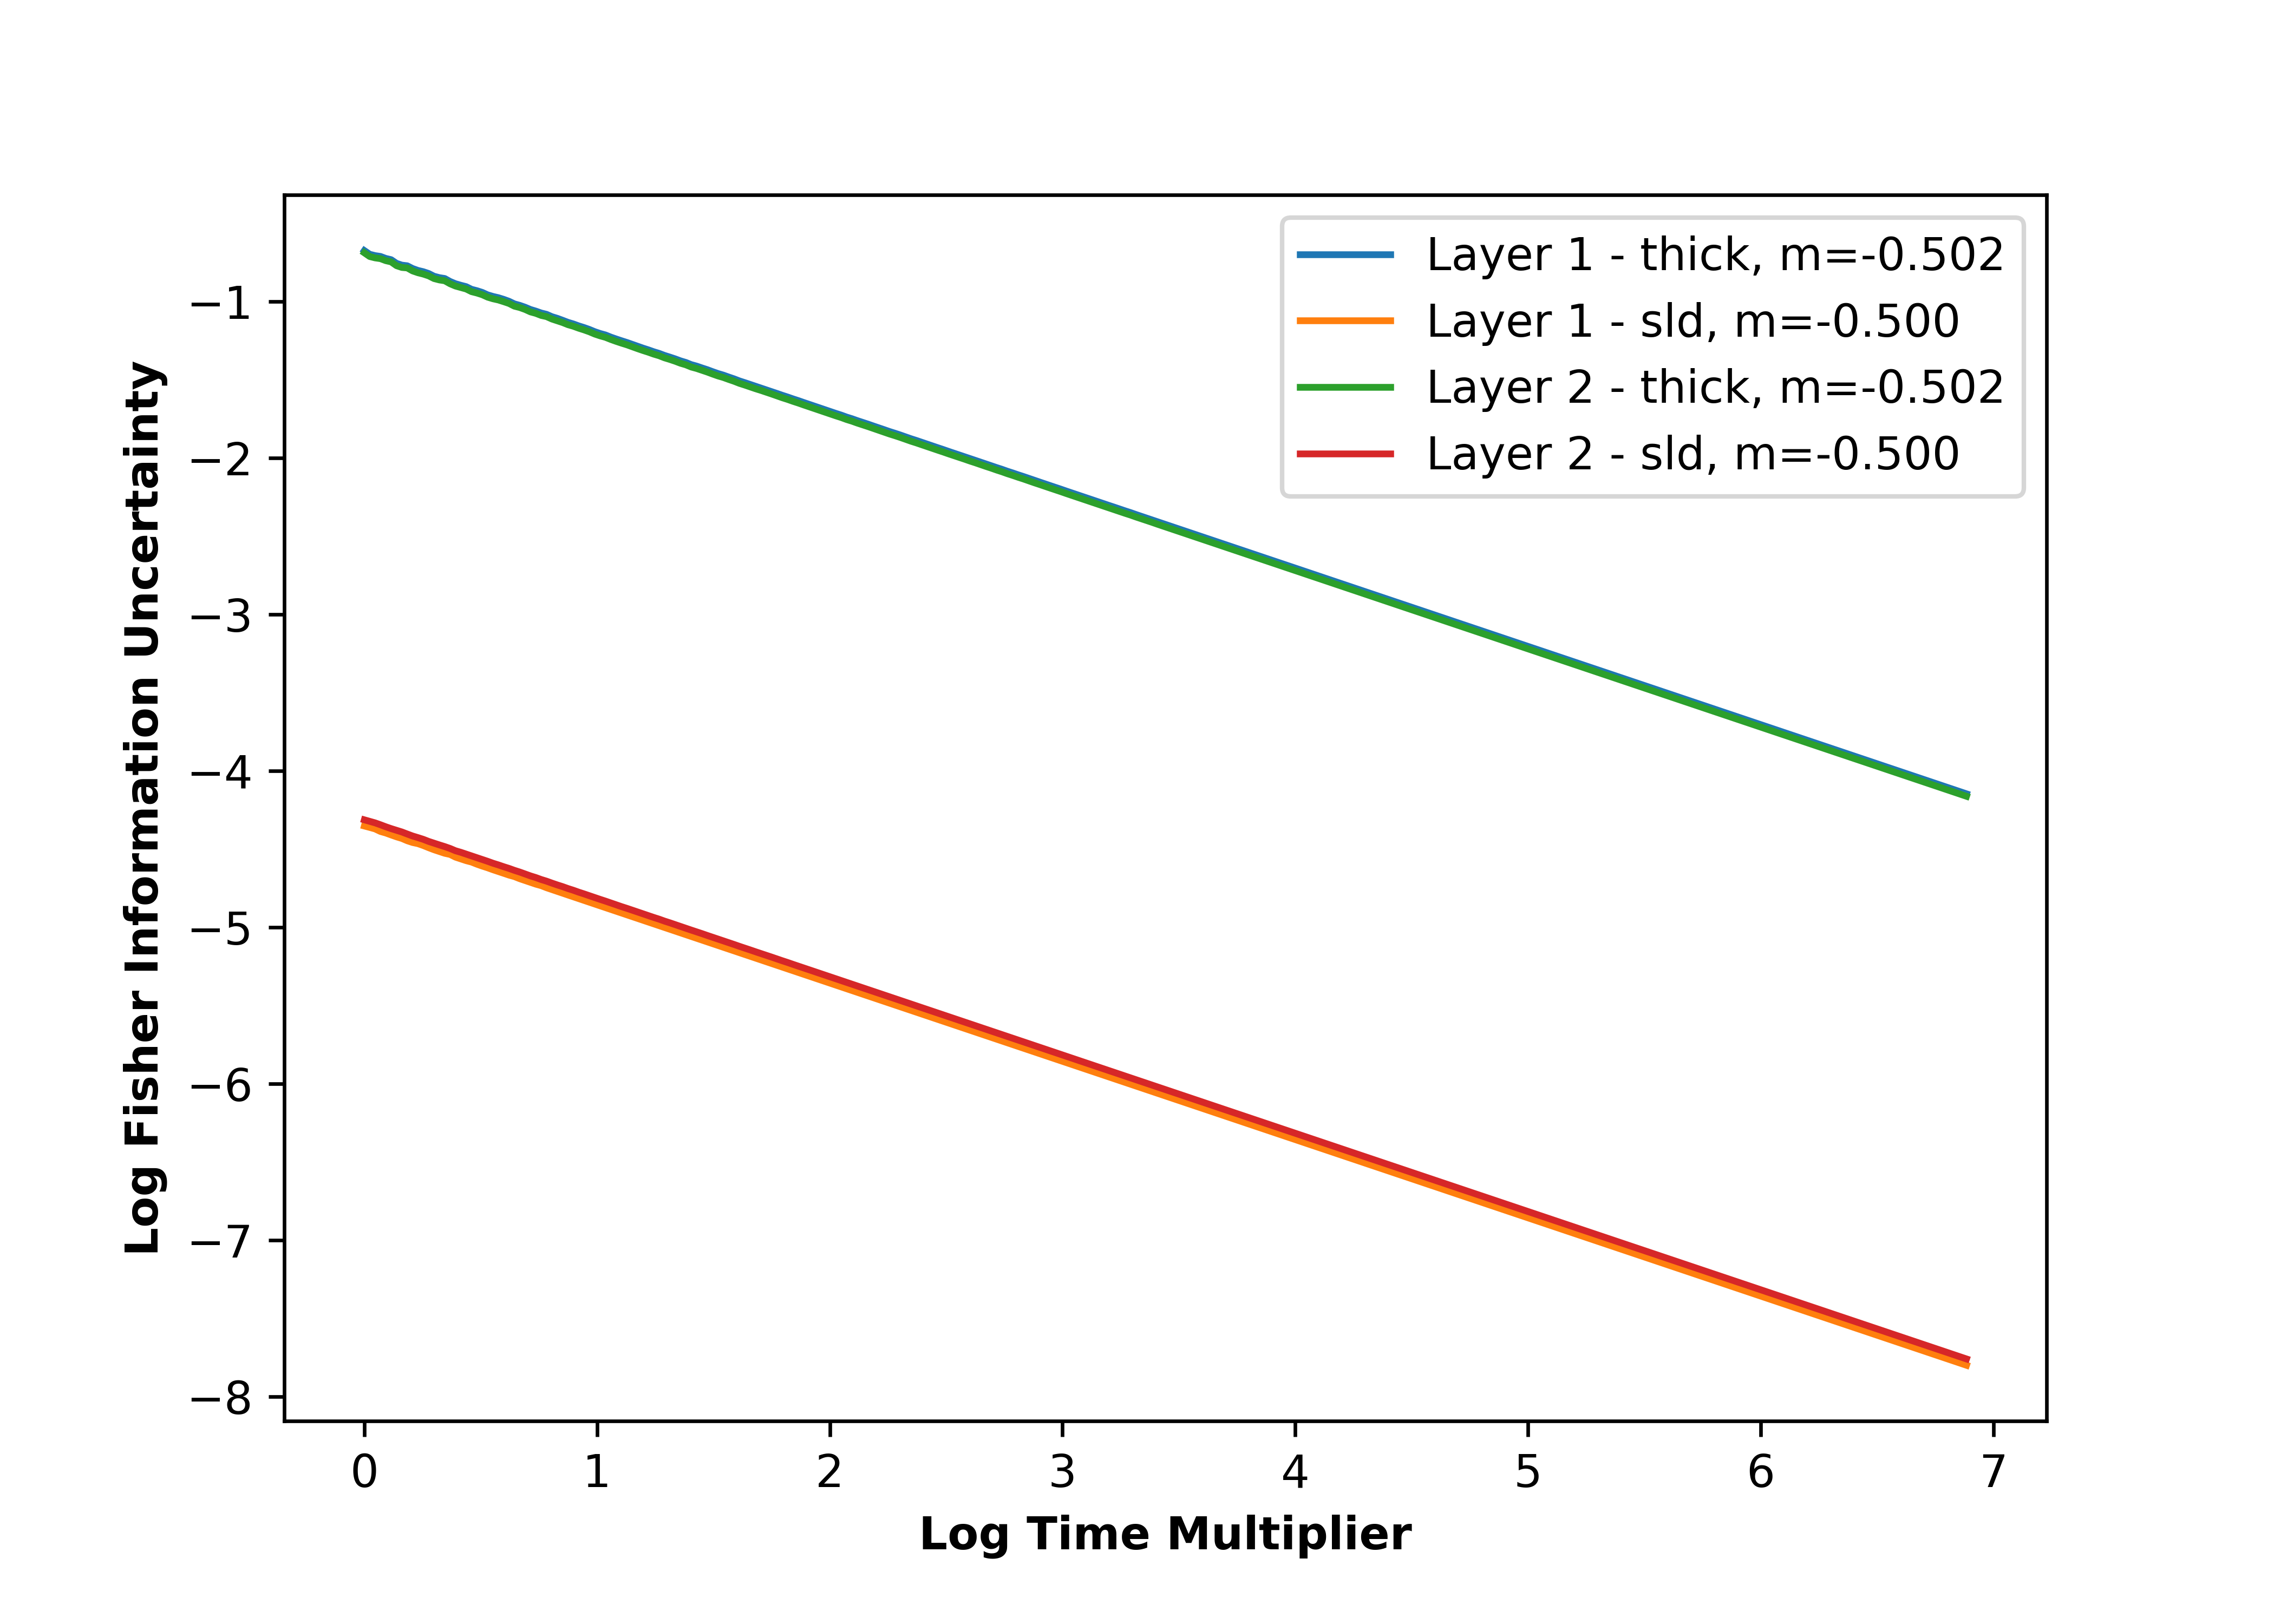 Layer 1 - thick, m=-0.502
Layer 1 - sld, m=-0.500
Layer 2 - thick, m=-0.502
Layer 2 - sld, m=-0.500
Log Fisher Information Uncertainty
−1
−2
−3
−4
−5
−6
−7
−8
0 1 2 3 4 5 6 7
Log Time Multiplier